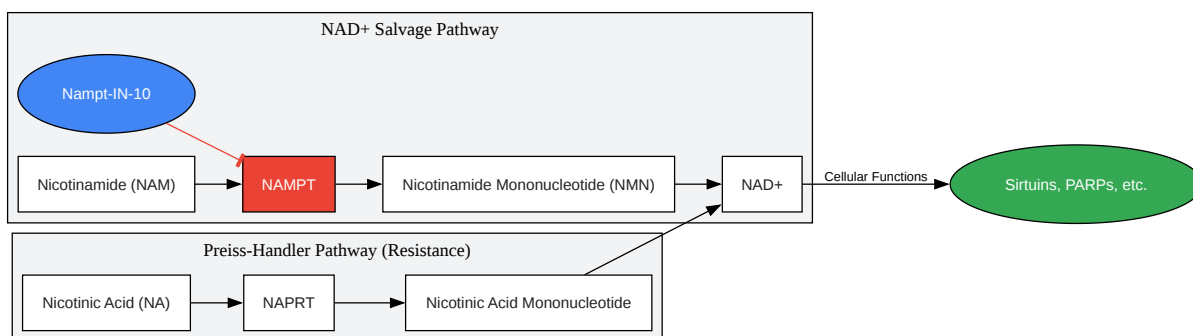 NAD+ Salvage Pathway
Nampt-IN-10
Nicotinamide (NAM)
NAMPT
Nicotinamide Mononucleotide (NMN)
NAD+
Cellular Functions
Sirtuins, PARPs, etc.
Preiss-Handler Pathway (Resistance)
Nicotinic Acid (NA)
NAPRT
Nicotinic Acid Mononucleotide